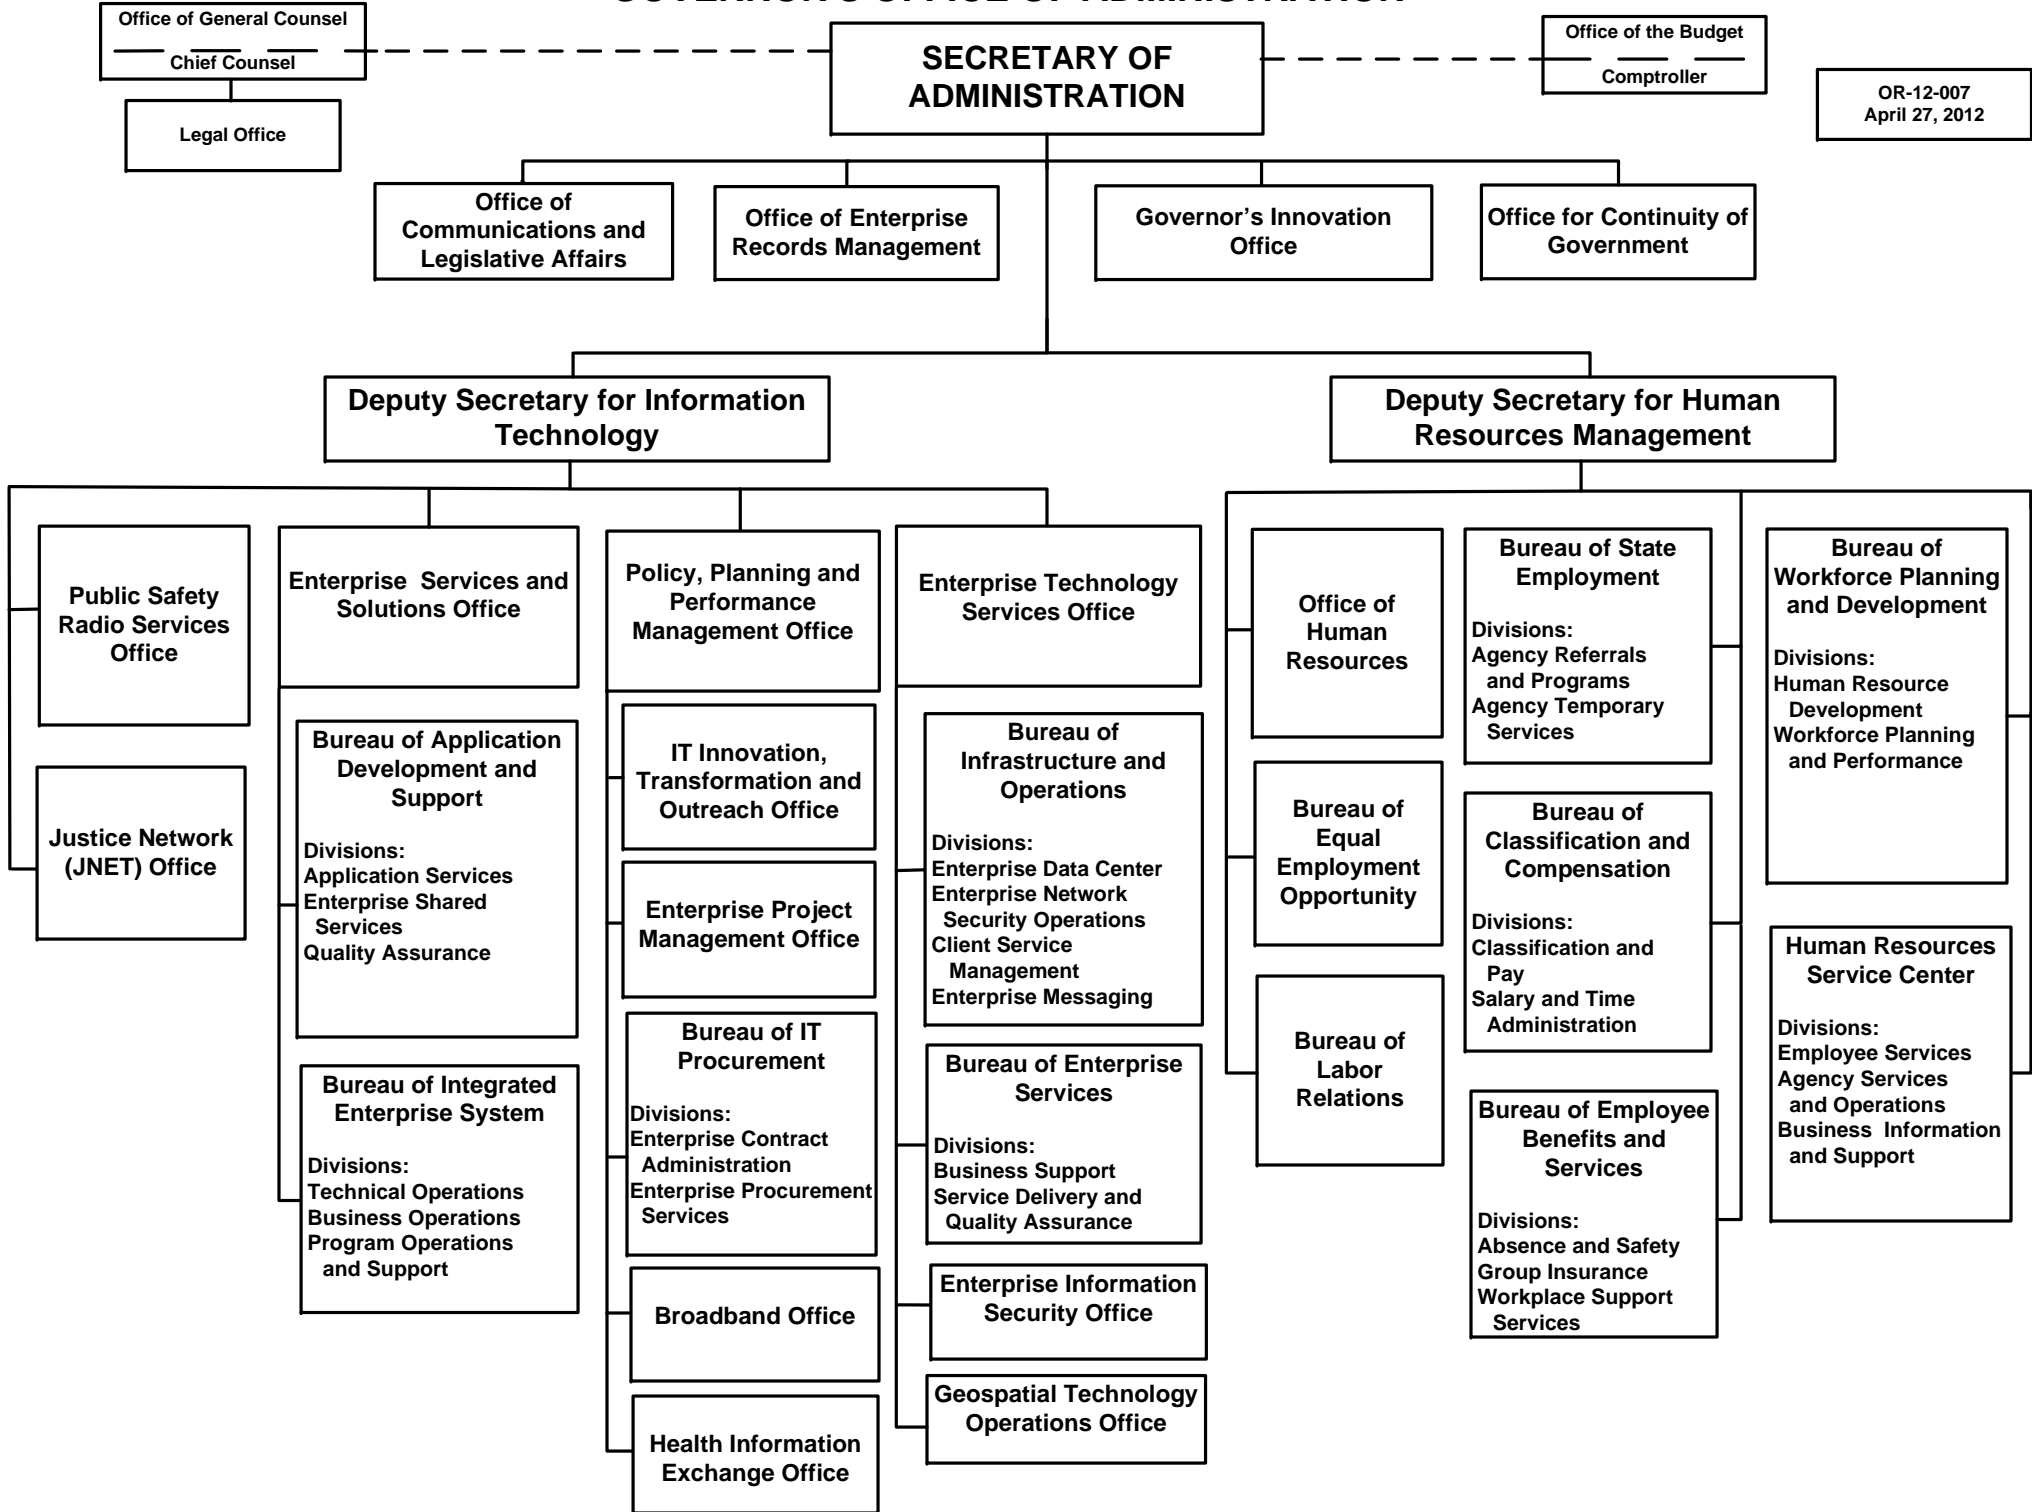 GOVERNOR'S OFFICE OF ADMINISTRATION
Office of General Counsel
Chief Counsel
Legal Office
SECRETARY OF
ADMINISTRATION
Office of the Budget
Comptroller
OR-12-007
April 27, 2012
Office of
Communications and
Legislative Affairs
Office of Enterprise
Records Management
Governor's Innovation
Office
Office for Continuity of
Government
Deputy Secretary for Information
Technology
Deputy Secretary for Human
Resources Management
Public Safety
Radio Services
Office
Justice Network
(JNET) Office
Enterprise Services and
Solutions Office
Bureau of Application
Development and
Support
Divisions:
Application Services
Enterprise Shared
Services
Quality Assurance
Bureau of Integrated
Enterprise System
Divisions:
Technical Operations
Business Operations
Program Operations
and Support
Policy, Planning and
Performance
Management Office
IT Innovation,
Transformation and
Outreach Office
Enterprise Project
Management Office
Bureau of IT
Procurement
Divisions:
Enterprise Contract
Administration
Enterprise Procurement
Services
Broadband Office
Health Information
Exchange Office
Enterprise Technology
Services Office
Bureau of
Infrastructure and
Operations
Divisions:
Enterprise Data Center
Enterprise Network
Security Operations
Client Service
Management
Enterprise Messaging
Bureau of Enterprise
Services
Divisions:
Business Support
Service Delivery and
Quality Assurance
Enterprise Information
Security Office
Geospatial Technology
Operations Office
Office of
Human
Resources
Bureau of
Equal
Employment
Opportunity
Bureau of
Labor
Relations
Bureau of State
Employment
Divisions:
Agency Referrals
and Programs
Agency Temporary
Services
Bureau of
Classification and
Compensation
Divisions:
Classification and
Pay
Salary and Time
Administration
Bureau of Employee
Benefits and
Services
Divisions:
Absence and Safety
Group Insurance
Workplace Support
Services
Bureau of
Workforce Planning
and Development
Divisions:
Human Resource
Development
Workforce Planning
and Performance
Human Resources
Service Center
Divisions:
Employee Services
Agency Services
and Operations
Business Information
and Support